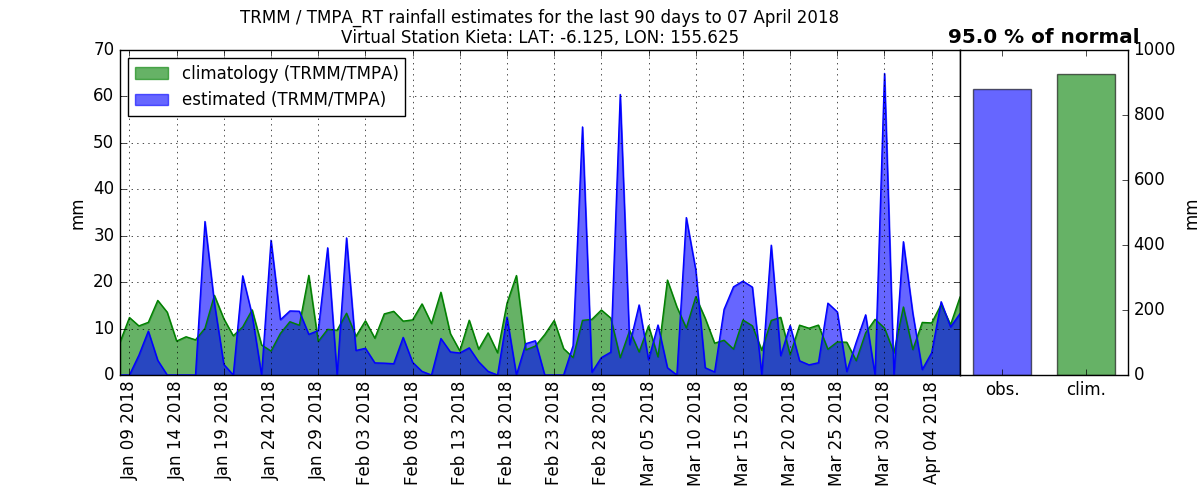 TRMM / TMPA_RT rainfall estimates for the last 90 days to 07 April 2018
Virtual Station Kieta: LAT: -6.125, LON: 155.625
95.0 % of normal
climatology (TRMM/TMPA)
estimated (TRMM/TMPA)
mm
70
60
50
40
30
20
10
0
Jan 09 2018
Jan 14 2018
Jan 19 2018
Jan 24 2018
Jan 29 2018
Feb 03 2018
Feb 08 2018
Feb 13 2018
Feb 18 2018
Feb 23 2018
Feb 28 2018
Mar 05 2018
Mar 10 2018
Mar 15 2018
Mar 20 2018
Mar 25 2018
Mar 30 2018
Apr 04 2018
obs.
clim.
1000
800
600
400
200
0
mm